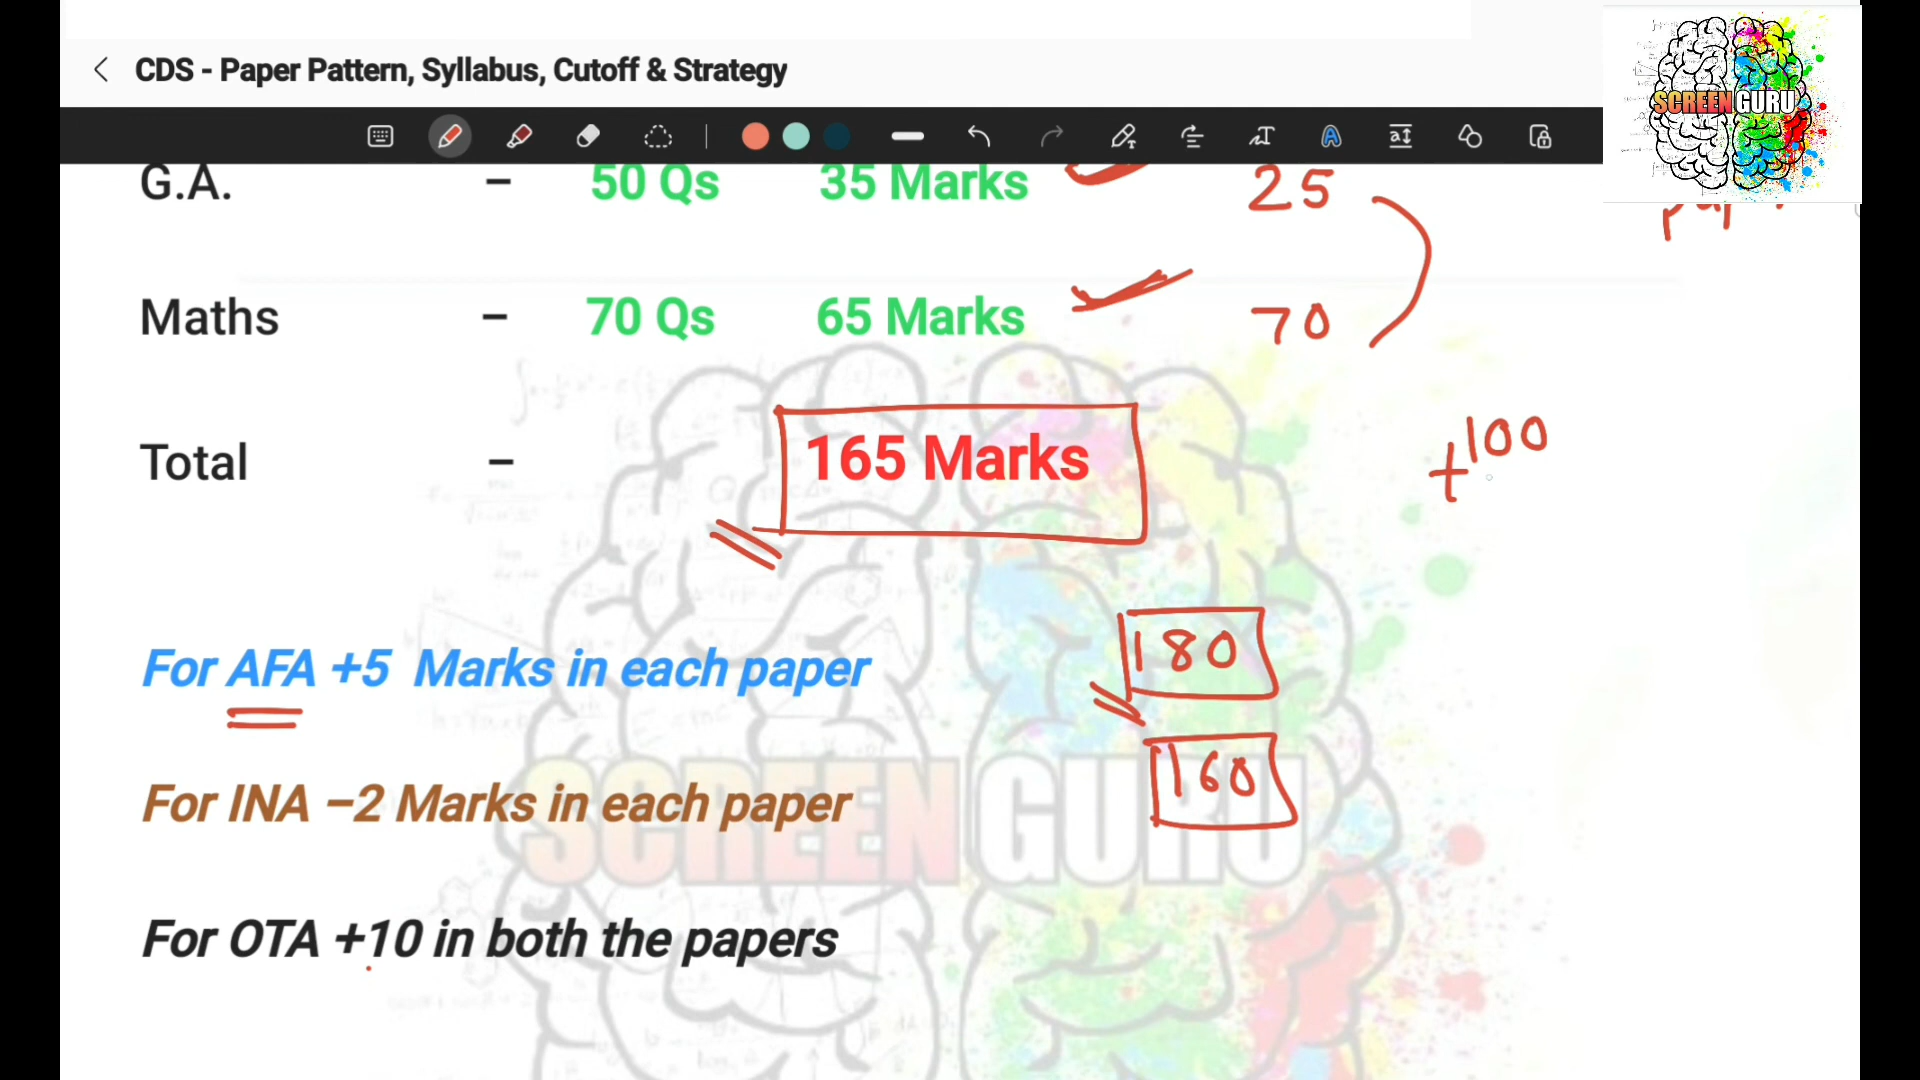 CDS - Paper Pattern, Syllabus, Cutoff & Strategy
SCREEN GURU
G.A. – 50 Qs 35 Marks 25
Maths – 70 Qs 65 Marks 70
Total – 165 Marks +100
For AFA +5 Marks in each paper 180
For INA –2 Marks in each paper 160
SCREEN GURU
For OTA +10 in both the papers